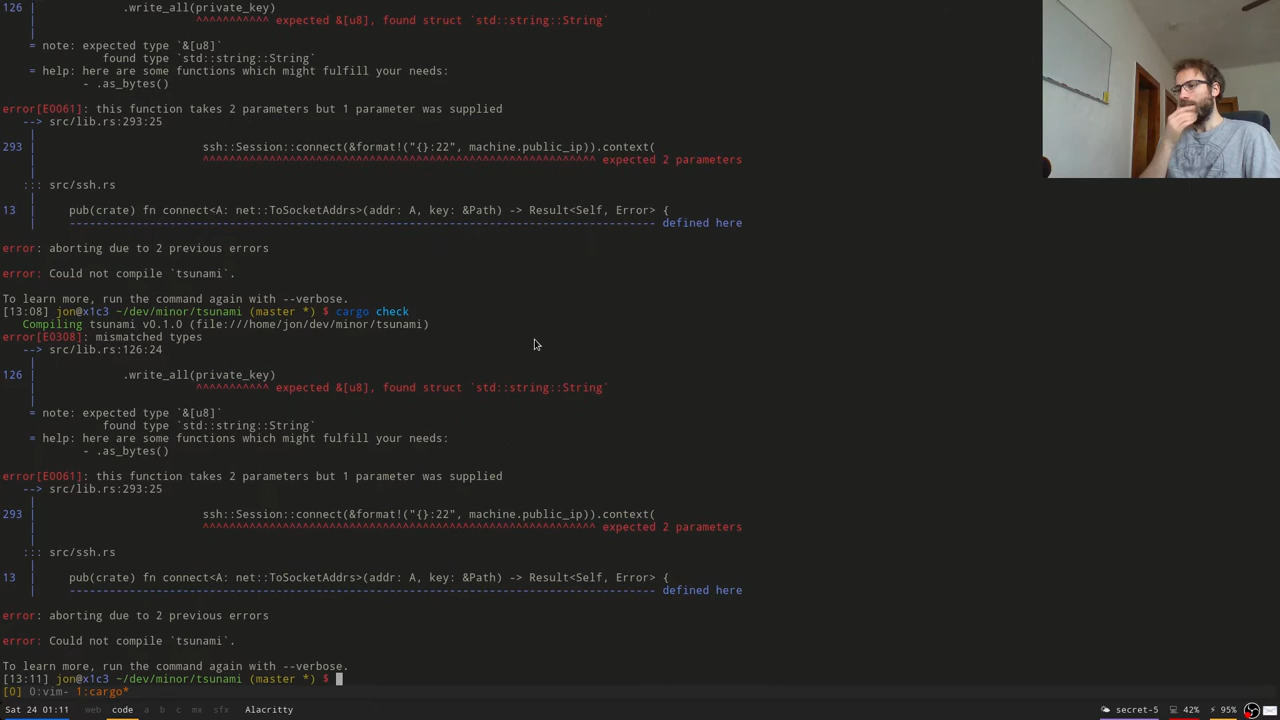 126  |             .write_all(private_key)
     |                        ^^^^^^^^^^^ expected &[u8], found struct `std::string::String`
     |
     = note: expected type `&[u8]`
                found type `std::string::String`
     = help: here are some functions which might fulfill your needs:
             - .as_bytes()
error[E0061]: this function takes 2 parameters but 1 parameter was supplied
   --> src/lib.rs:293:25
    |
293 |                         ssh::Session::connect(&format!("{}:22", machine.public_ip)).context(
    |                         ^^^^^^^^^^^^^^^^^^^^^^^^^^^^^^^^^^^^^^^^^^^^^^^^^^^^^^^^^^^ expected 2 parameters
    |
   ::: src/ssh.rs
    |
13  |     pub(crate) fn connect<A: net::ToSocketAddrs>(addr: A, key: &Path) -> Result<Self, Error> {
    |     ---------------------------------------------------------------------------------------- defined here
error: aborting due to 2 previous errors
error: Could not compile `tsunami`.
To learn more, run the command again with --verbose.
[13:08] jon@x1c3 ~/dev/minor/tsunami (master *) $ cargo check
   Compiling tsunami v0.1.0 (file:///home/jon/dev/minor/tsunami)
error[E0308]: mismatched types
   --> src/lib.rs:126:24
    |
126 |             .write_all(private_key)
    |                        ^^^^^^^^^^^ expected &[u8], found struct `std::string::String`
    |
    = note: expected type `&[u8]`
               found type `std::string::String`
    = help: here are some functions which might fulfill your needs:
            - .as_bytes()
error[E0061]: this function takes 2 parameters but 1 parameter was supplied
   --> src/lib.rs:293:25
    |
293 |                         ssh::Session::connect(&format!("{}:22", machine.public_ip)).context(
    |                         ^^^^^^^^^^^^^^^^^^^^^^^^^^^^^^^^^^^^^^^^^^^^^^^^^^^^^^^^^^^ expected 2 parameters
    |
   ::: src/ssh.rs
    |
13  |     pub(crate) fn connect<A: net::ToSocketAddrs>(addr: A, key: &Path) -> Result<Self, Error> {
    |     ---------------------------------------------------------------------------------------- defined here
error: aborting due to 2 previous errors
error: Could not compile `tsunami`.
To learn more, run the command again with --verbose.
[13:11] jon@x1c3 ~/dev/minor/tsunami (master *) $
[0] 0:vim- 1:cargo*
Sat 24 01:11 web code a b c mx sfx Alacritty secret-5 42% 95%